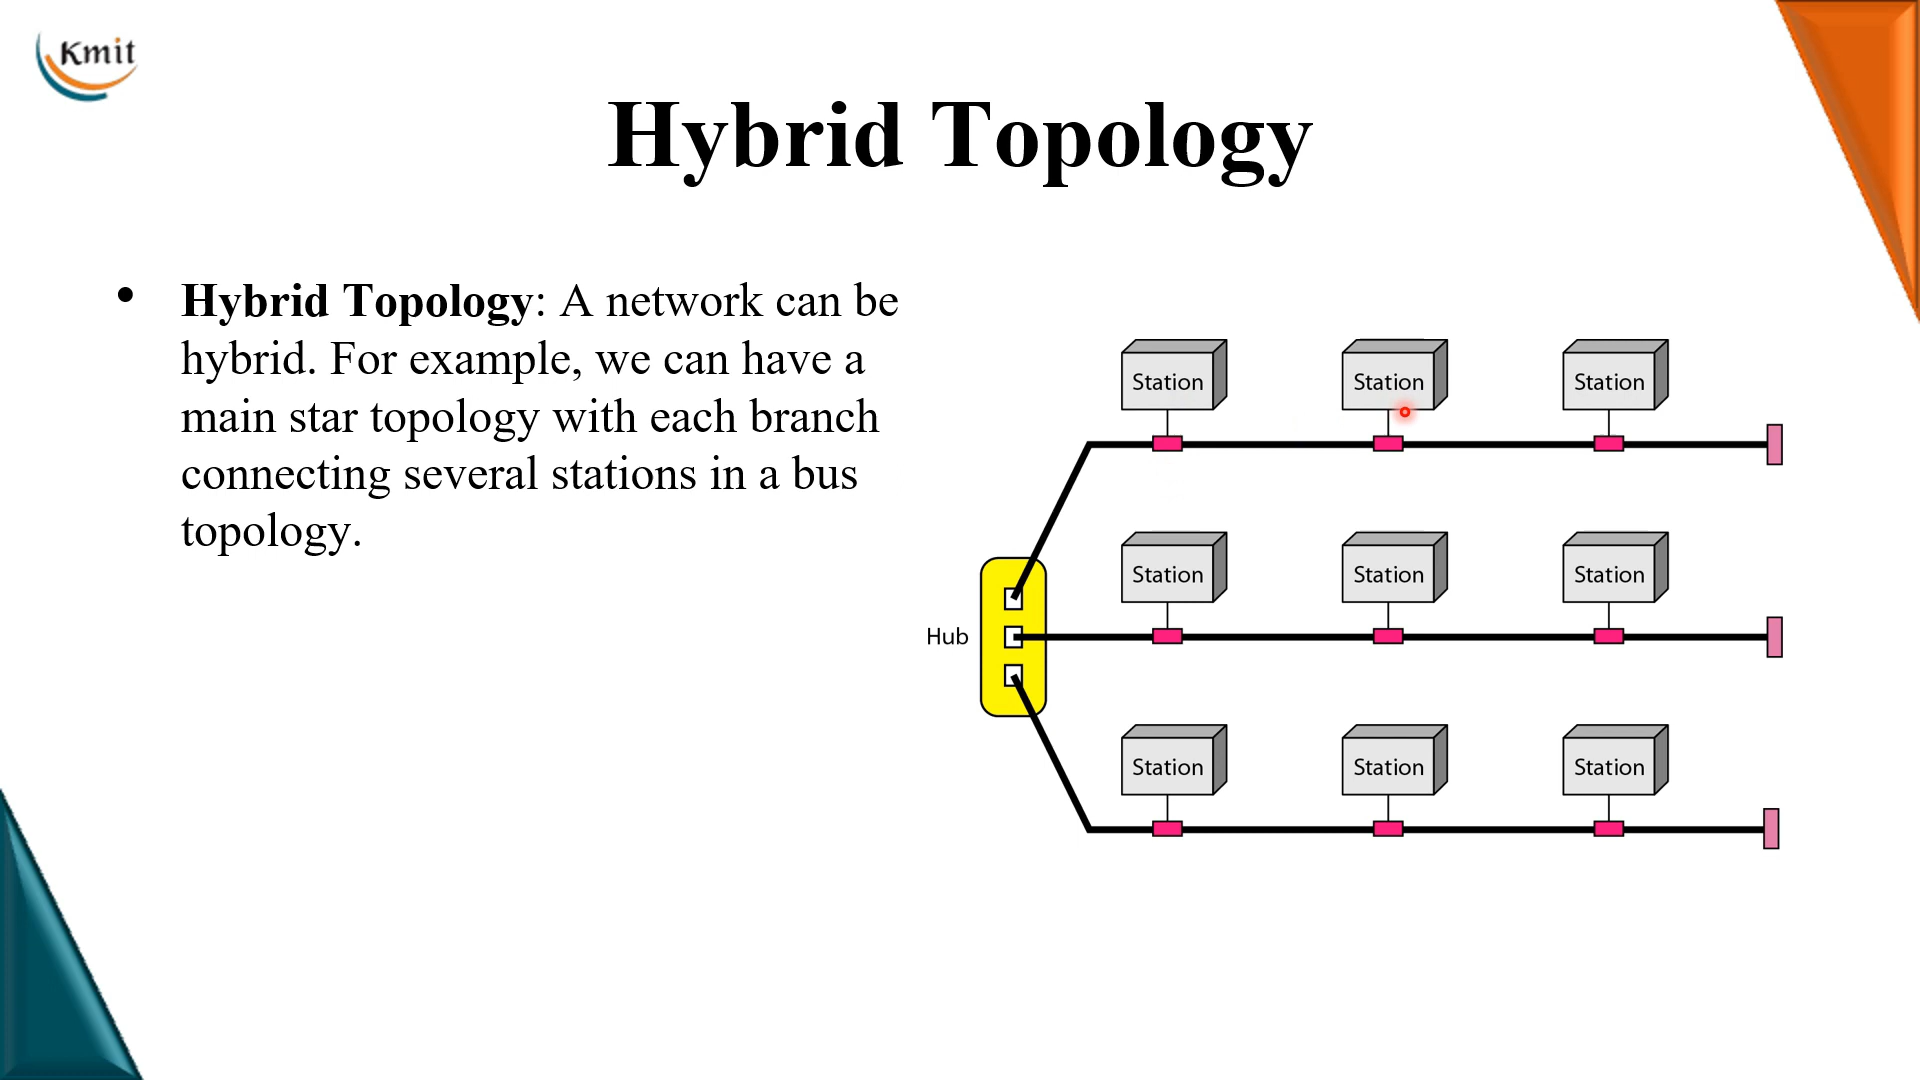 Kmit
Hybrid Topology
• Hybrid Topology: A network can be
hybrid. For example, we can have a
main star topology with each branch
connecting several stations in a bus
topology.
Station Station Station
Station Station Station
Hub
Station Station Station